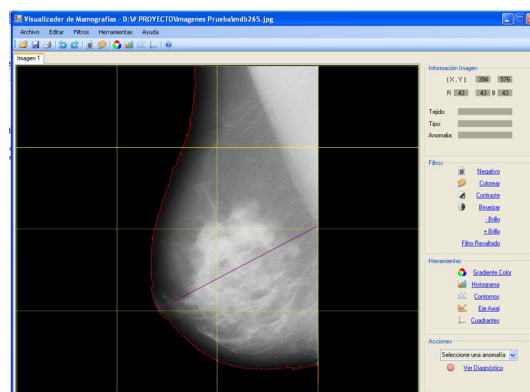 Visualizador de Mamografías - D:\# PROYECTO\Imagenes Prueba\mdb265.jpg
Archivo Editar Filtros Herramientas Ayuda
Imagen 1
Información Imagen
( X , Y ) 394 576
R 43 43 B 43
Tejido:
Tipo:
Anomalia:
Filtros
Negativo
Colorear
Contraste
Binarizar
- Brillo
+ Brillo
Filtro Resaltado
Herramientas
Gradiente Color
Histograma
Contornos
Eje Axial
Cuadrantes
Acciones
Seleccione una anomalía
Ver Diagnóstico